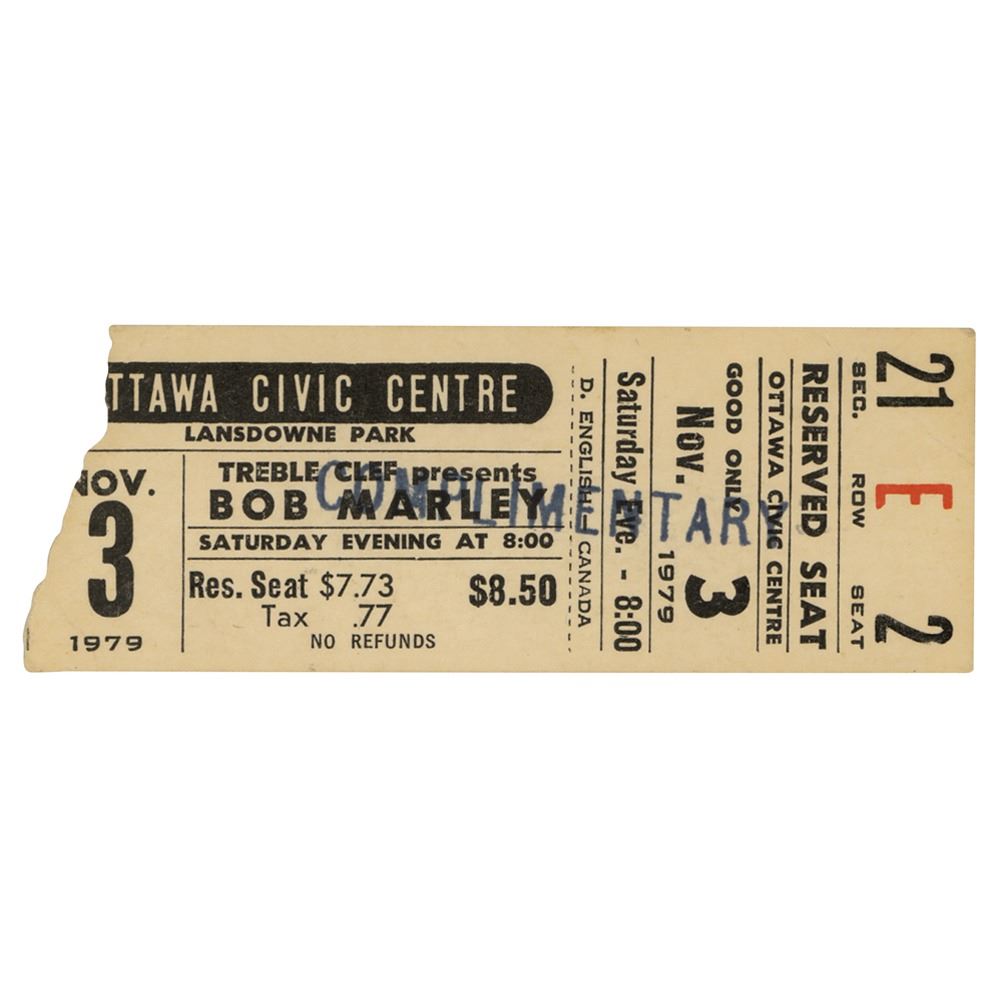 TTAWA CIVIC CENTRE
LANSDOWNE PARK
NOV.
3
1979
TREBLE CLEF presents
BOB MARLEY
SATURDAY EVENING AT 8:00
Res. Seat $7.73
Tax .77
$8.50
NO REFUNDS
COMPLIMENTARY
D. ENGLISH - CANADA
Saturday Eve. - 8:00
1979
Nov. 3
GOOD ONLY
OTTAWA CIVIC CENTRE
RESERVED SEAT
SEC. ROW SEAT
21 E 2